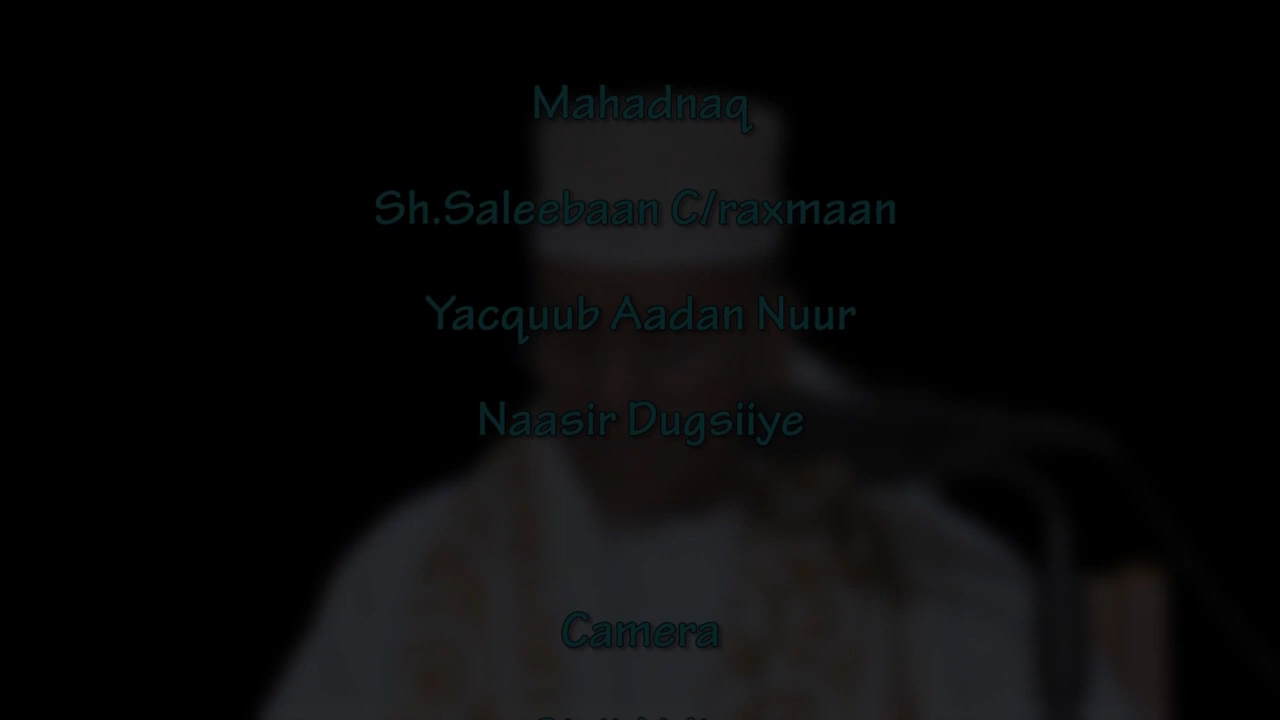 Mahadnaq
Sh.Saleebaan C/raxmaan
Yacquub Aadan Nuur
Naasir Dugsiiye
Camera